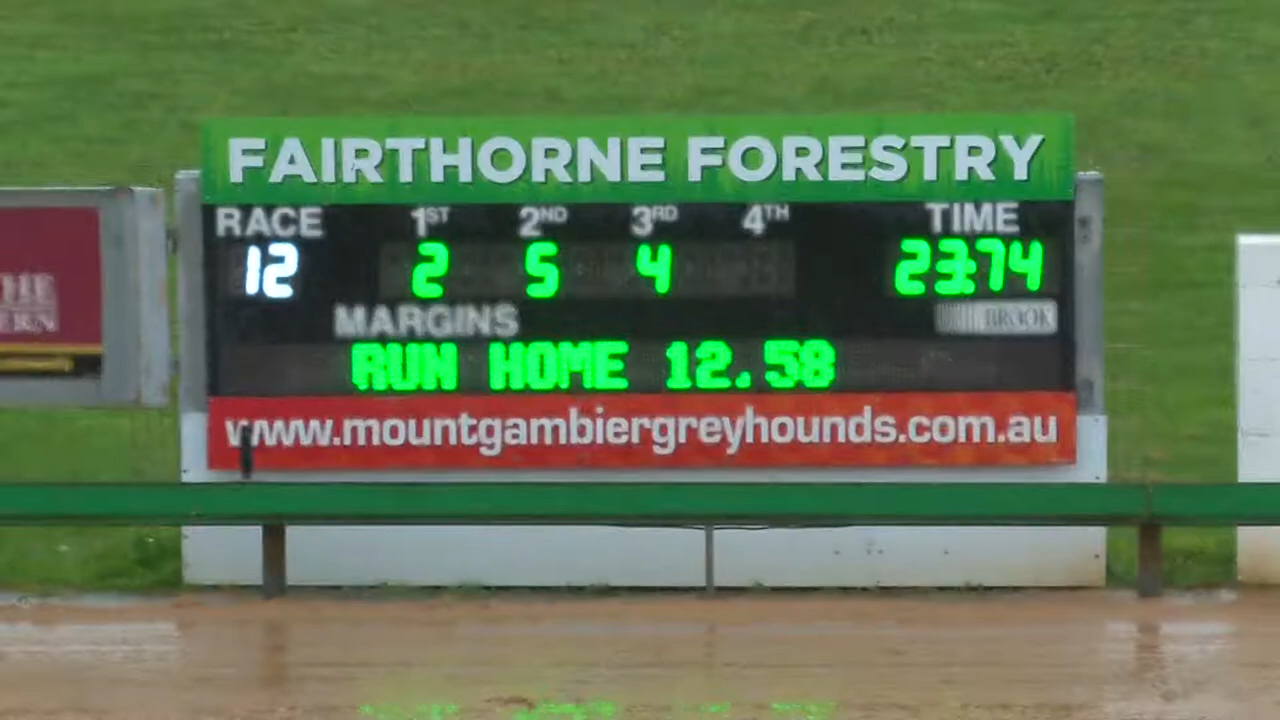 FAIRTHORNE FORESTRY
RACE 1ST 2ND 3RD 4TH TIME
12 2 5 4 23:74
MARGINS
BROOK
RUN HOME 12.58
www.mountgambiergreyhounds.com.au